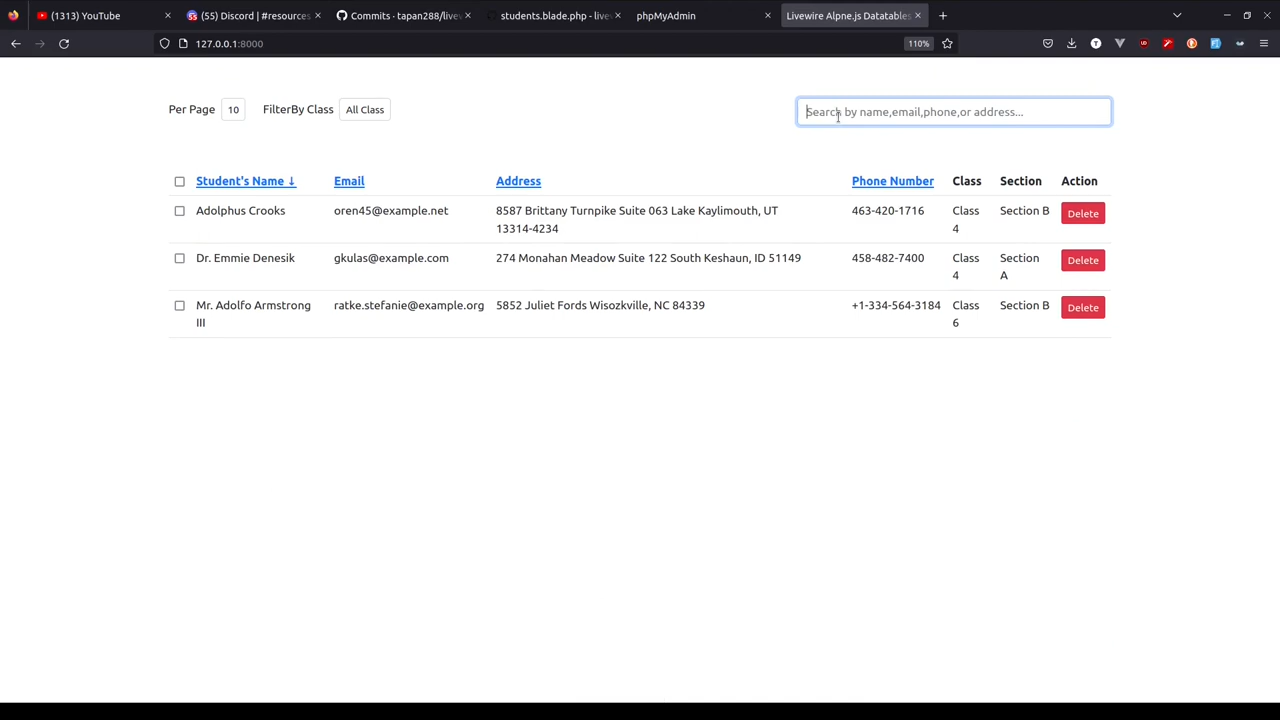 (1313) YouTube
(55) Discord | #resources
Commits · tapan288/livew
students.blade.php - livew
phpMyAdmin
Livewire Alpne.js Datatables
127.0.0.1:8000
110%
Per Page 10 FilterBy Class All Class
Search by name,email,phone,or address...
Student's Name ↓ Email Address Phone Number Class Section Action
Adolphus Crooks oren45@example.net 8587 Brittany Turnpike Suite 063 Lake Kaylimouth, UT 463-420-1716 Class Section B Delete
13314-4234 4
Dr. Emmie Denesik gkulas@example.com 274 Monahan Meadow Suite 122 South Keshaun, ID 51149 458-482-7400 Class Section Delete
4 A
Mr. Adolfo Armstrong ratke.stefanie@example.org 5852 Juliet Fords Wisozkville, NC 84339 +1-334-564-3184 Class Section B Delete
III 6